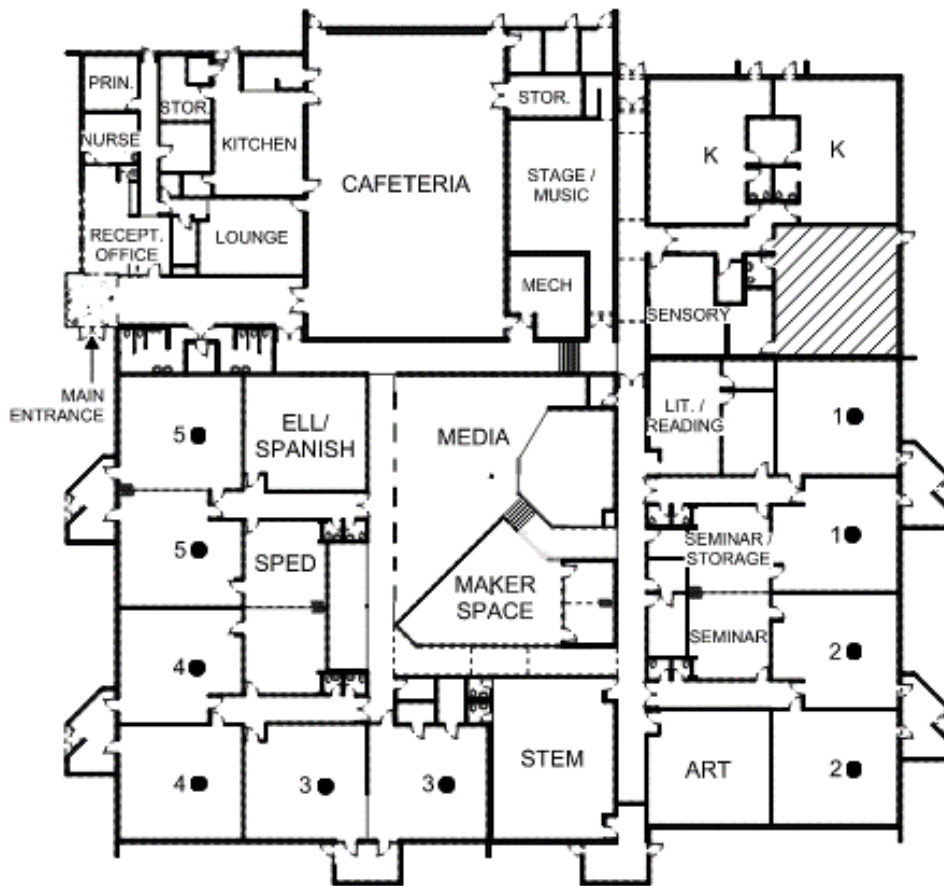 PRIN.
STOR.
NURSE
KITCHEN
RECEPT.
OFFICE
LOUNGE
CAFETERIA
STOR.
STAGE /
MUSIC
MECH
K
K
SENSORY
MAIN
ENTRANCE
5
ELL/
SPANISH
MEDIA
LIT. /
READING
1
5
SPED
MAKER
SPACE
SEMINAR /
STORAGE
1
SEMINAR
4
2
4
3
3
STEM
ART
2